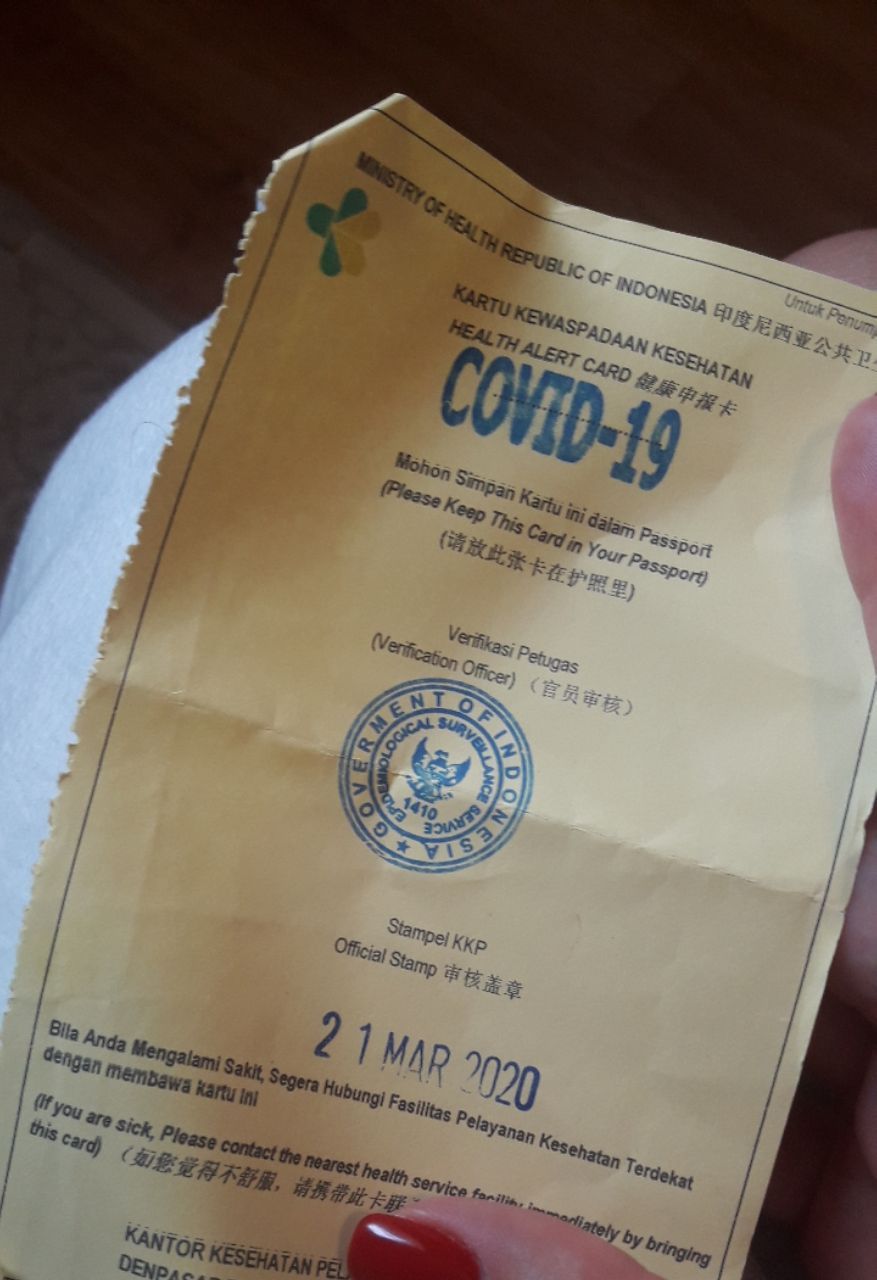 Untuk Penump
MINISTRY OF HEALTH REPUBLIC OF INDONESIA 印度尼西亚公共卫
KARTU KEWASPADAAN KESEHATAN
HEALTH ALERT CARD 健康申报卡
COVID-19
Mohon Simpan Kartu ini dalam Passport
(Please Keep This Card in Your Passport)
(请放此张卡在护照里)
Verifikasi Petugas
(Verification Officer) (官员审核)
GOVERMENT OF INDONESIA
EPIDEMIOLOGICAL SURVEILLANCE SERVICE
1410
Stampel KKP
Official Stamp 审核盖章
21 MAR 2020
Bila Anda Mengalami Sakit, Segera Hubungi Fasilitas Pelayanan Kesehatan Terdekat
dengan membawa kartu ini
(If you are sick, Please contact the nearest health service facility immediately by bringing
this card) (如您觉得不舒服，请携带此卡联
KANTOR KESEHATAN PEL
DENPASAR